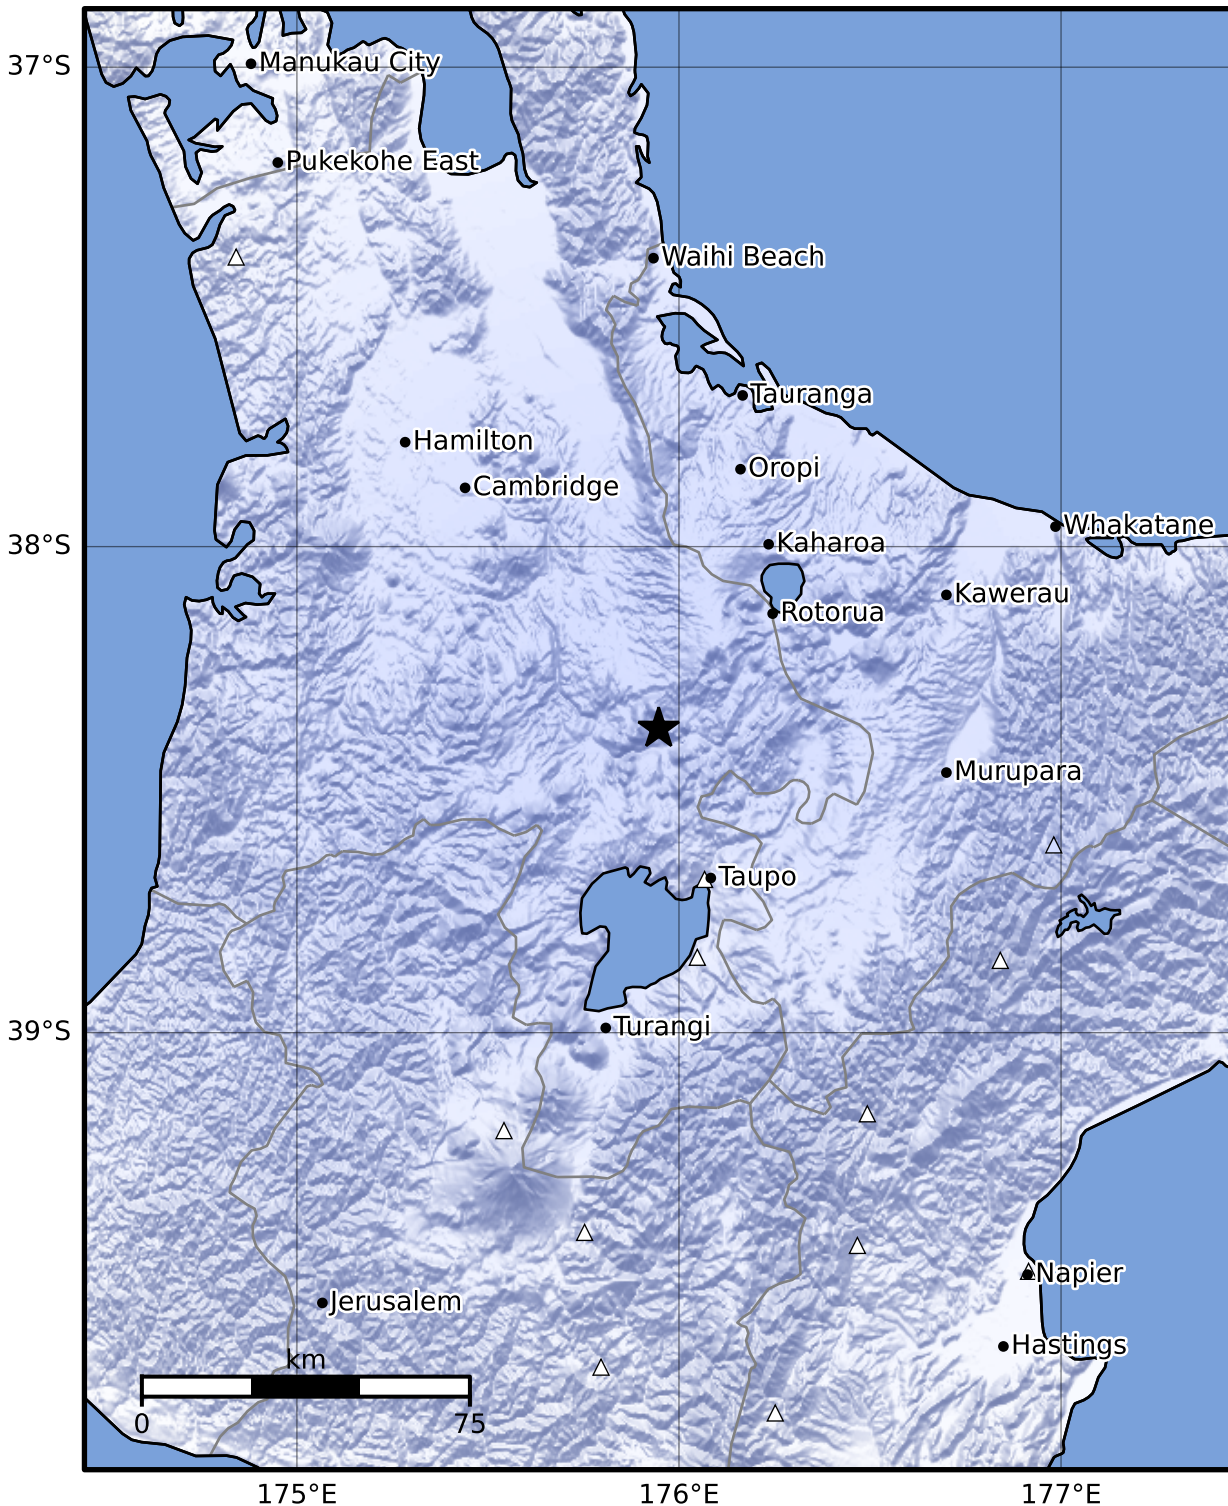 37°S
Manukau City
Pukekohe East
Waihi Beach
Tauranga
Hamilton
Oropi
Cambridge
Whakatane
38°S
Kaharoa
Kawerau
Rotorua
Murupara
Taupo
39°S
Turangi
Napier
Jerusalem
Hastings
km
0
75
175°E
176°E
177°E